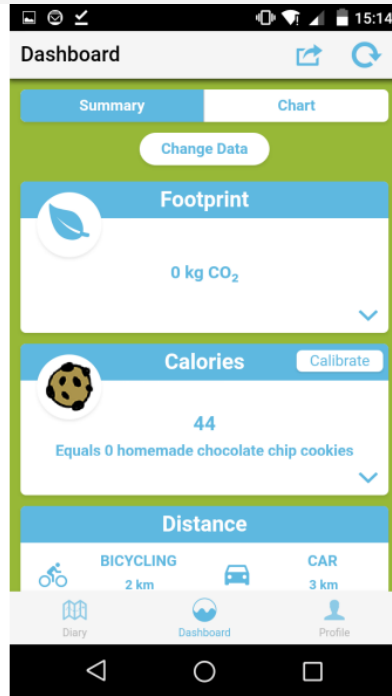 15:14
Dashboard
Summary Chart
Change Data
Footprint
0 kg CO₂
Calories Calibrate
44
Equals 0 homemade chocolate chip cookies
Distance
BICYCLING CAR
2 km 3 km
Diary Dashboard Profile